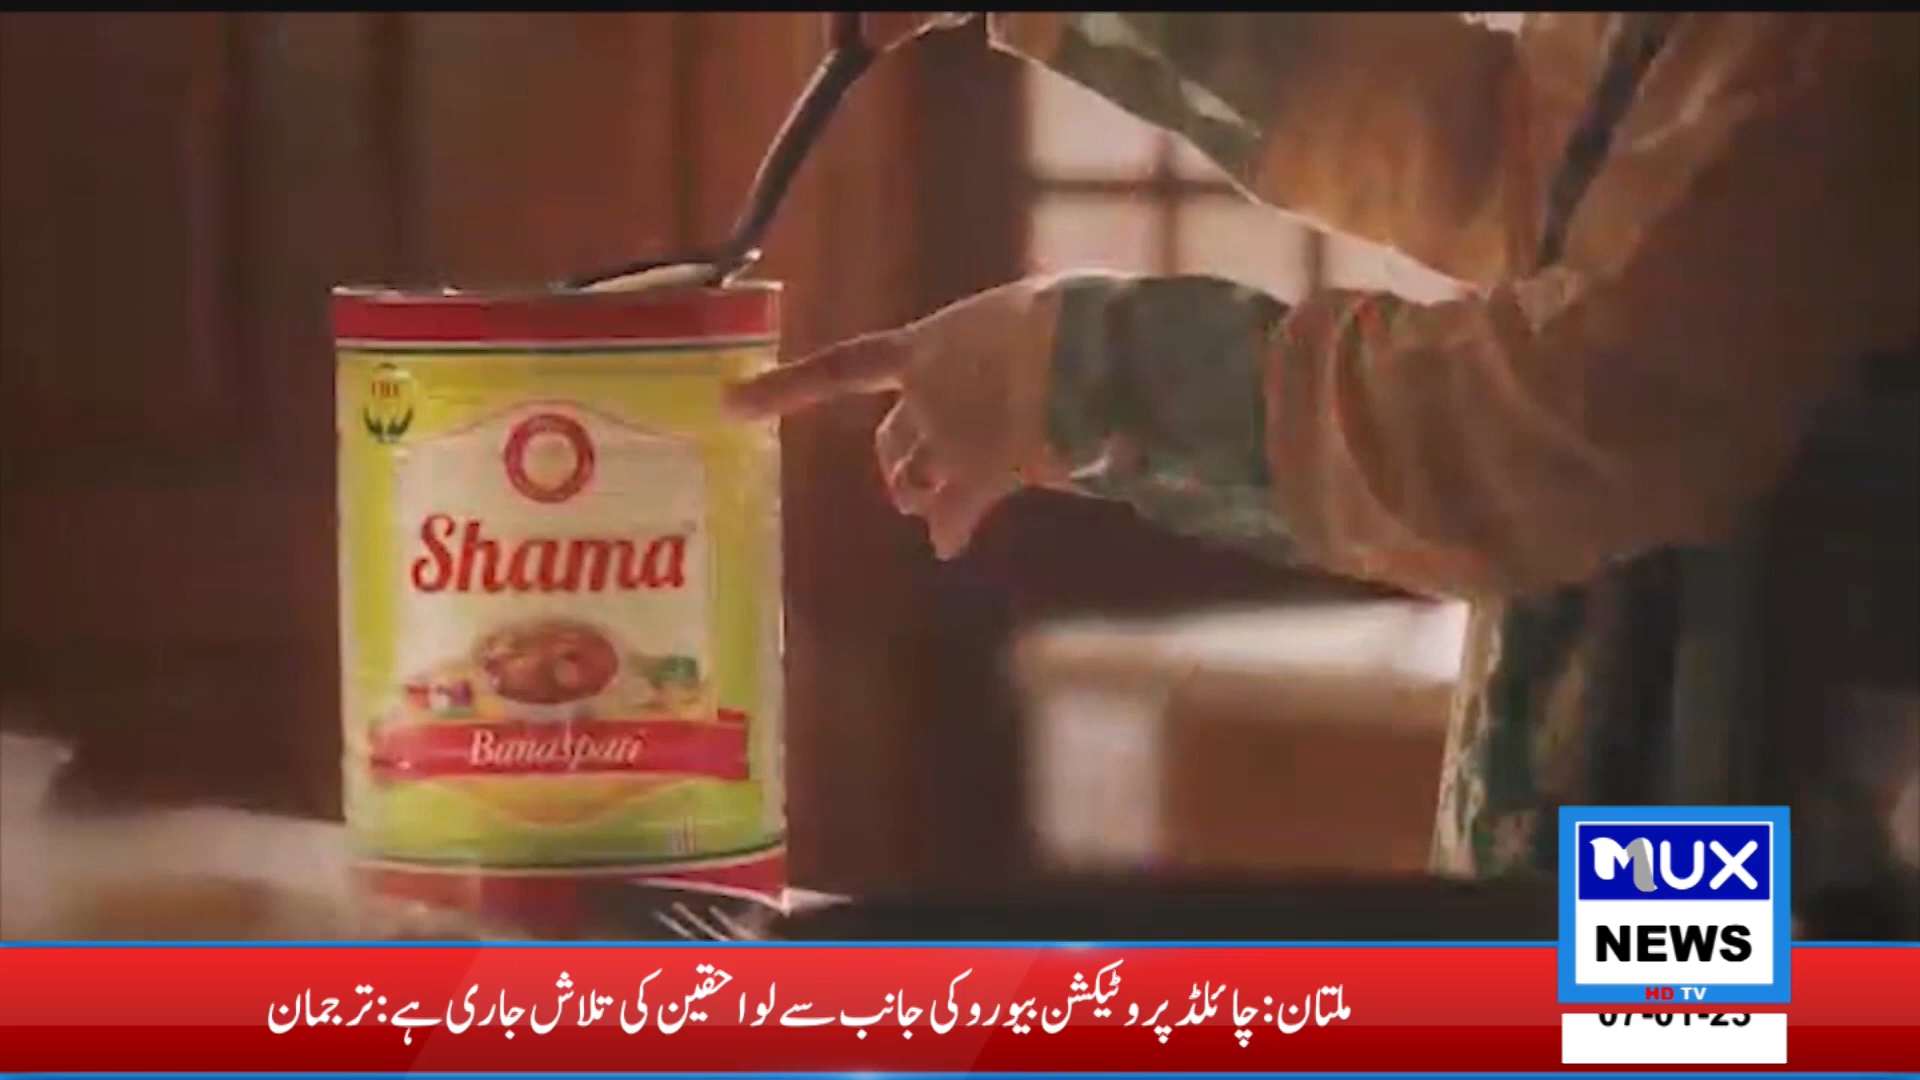 Shama
Banaspati
MUX
NEWS
HD TV
ملتان: چائلڈ پروٹیکشن بیورو کی جانب سے لواحقین کی تلاش جاری ہے: ترجمان